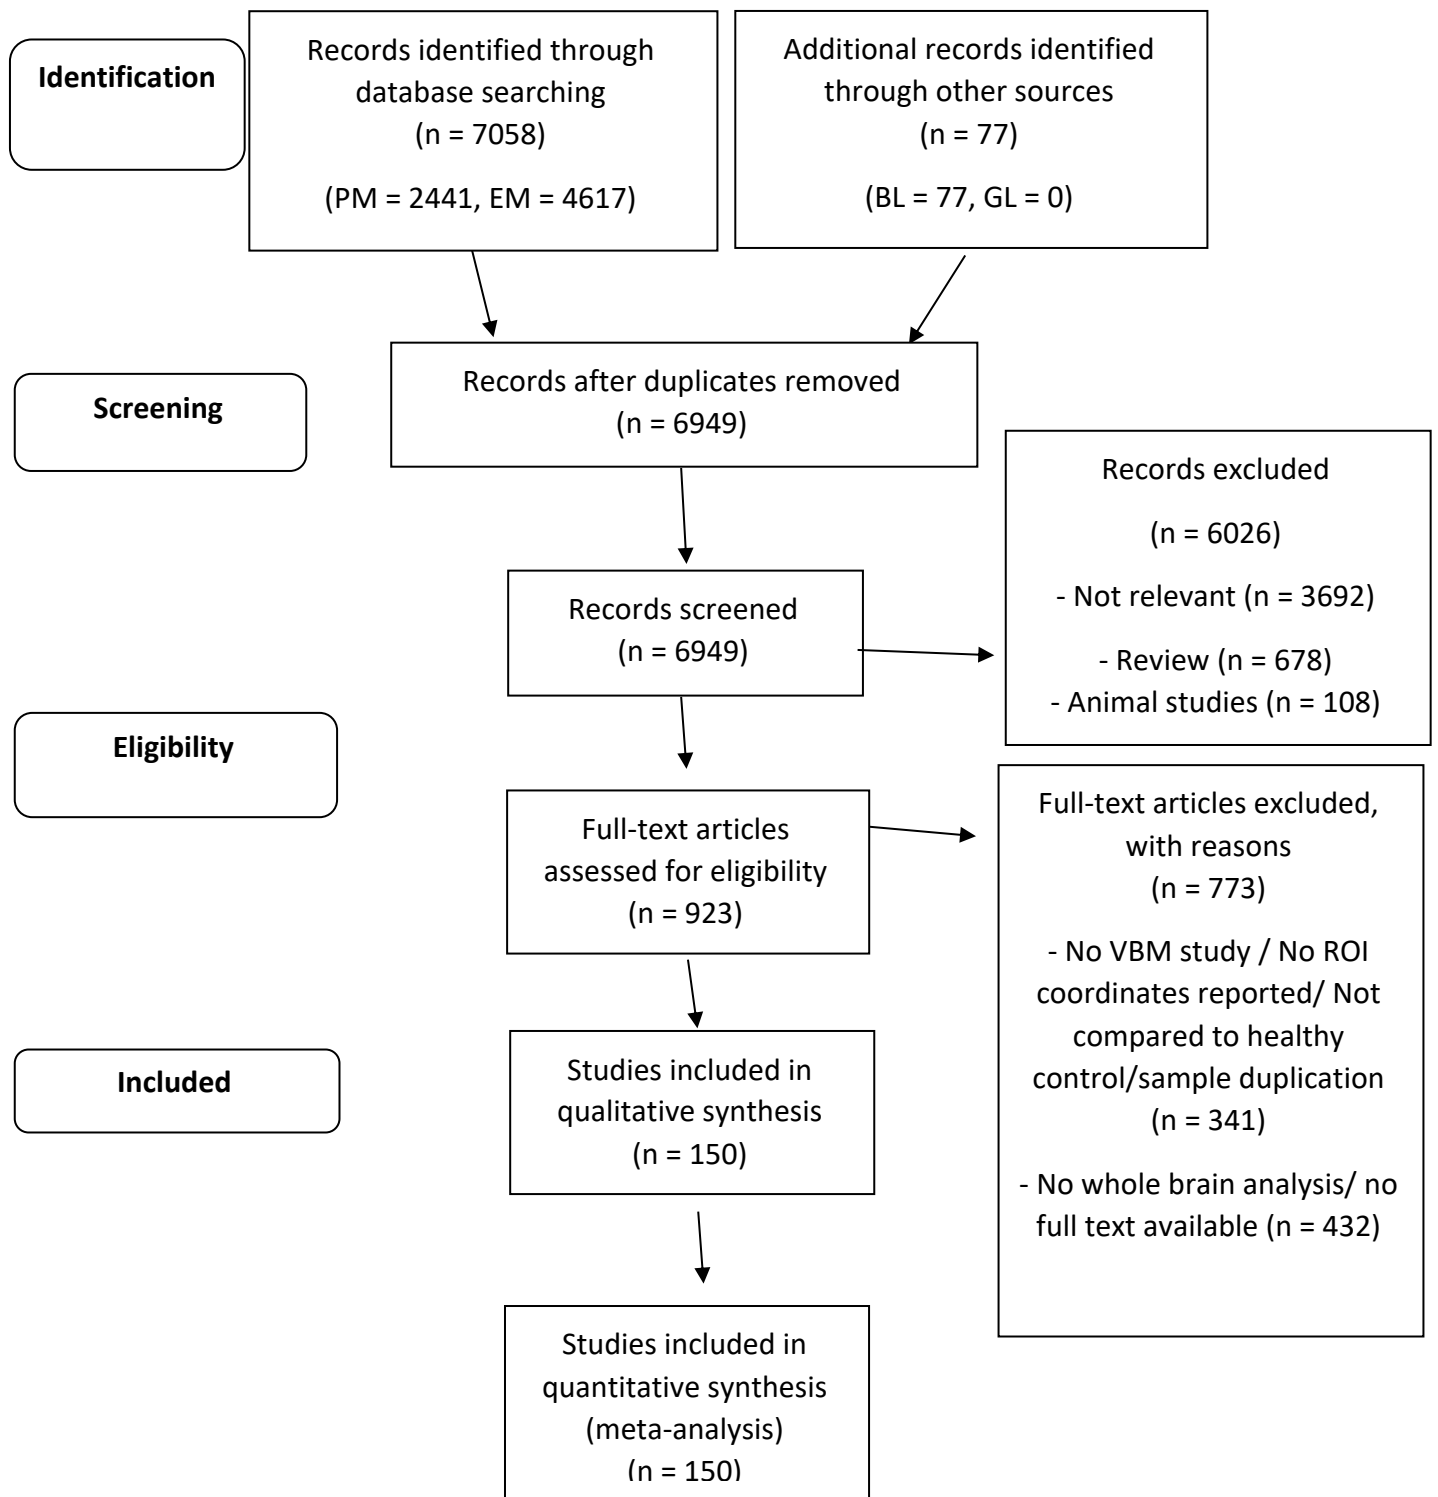 Identification
Records identified through
database searching
(n = 7058)
(PM = 2441, EM = 4617)
Additional records identified
through other sources
(n = 77)
(BL = 77, GL = 0)
Screening
Records after duplicates removed
(n = 6949)
Records screened
(n = 6949)
Records excluded
(n = 6026)
- Not relevant (n = 3692)
- Review (n = 678)
- Animal studies (n = 108)
Eligibility
Full-text articles
assessed for eligibility
(n = 923)
Full-text articles excluded,
with reasons
(n = 773)
- No VBM study / No ROI
coordinates reported/ Not
compared to healthy
control/sample duplication
(n = 341)
- No whole brain analysis/ no
full text available (n = 432)
Included
Studies included in
qualitative synthesis
(n = 150)
Studies included in
quantitative synthesis
(meta-analysis)
(n = 150)